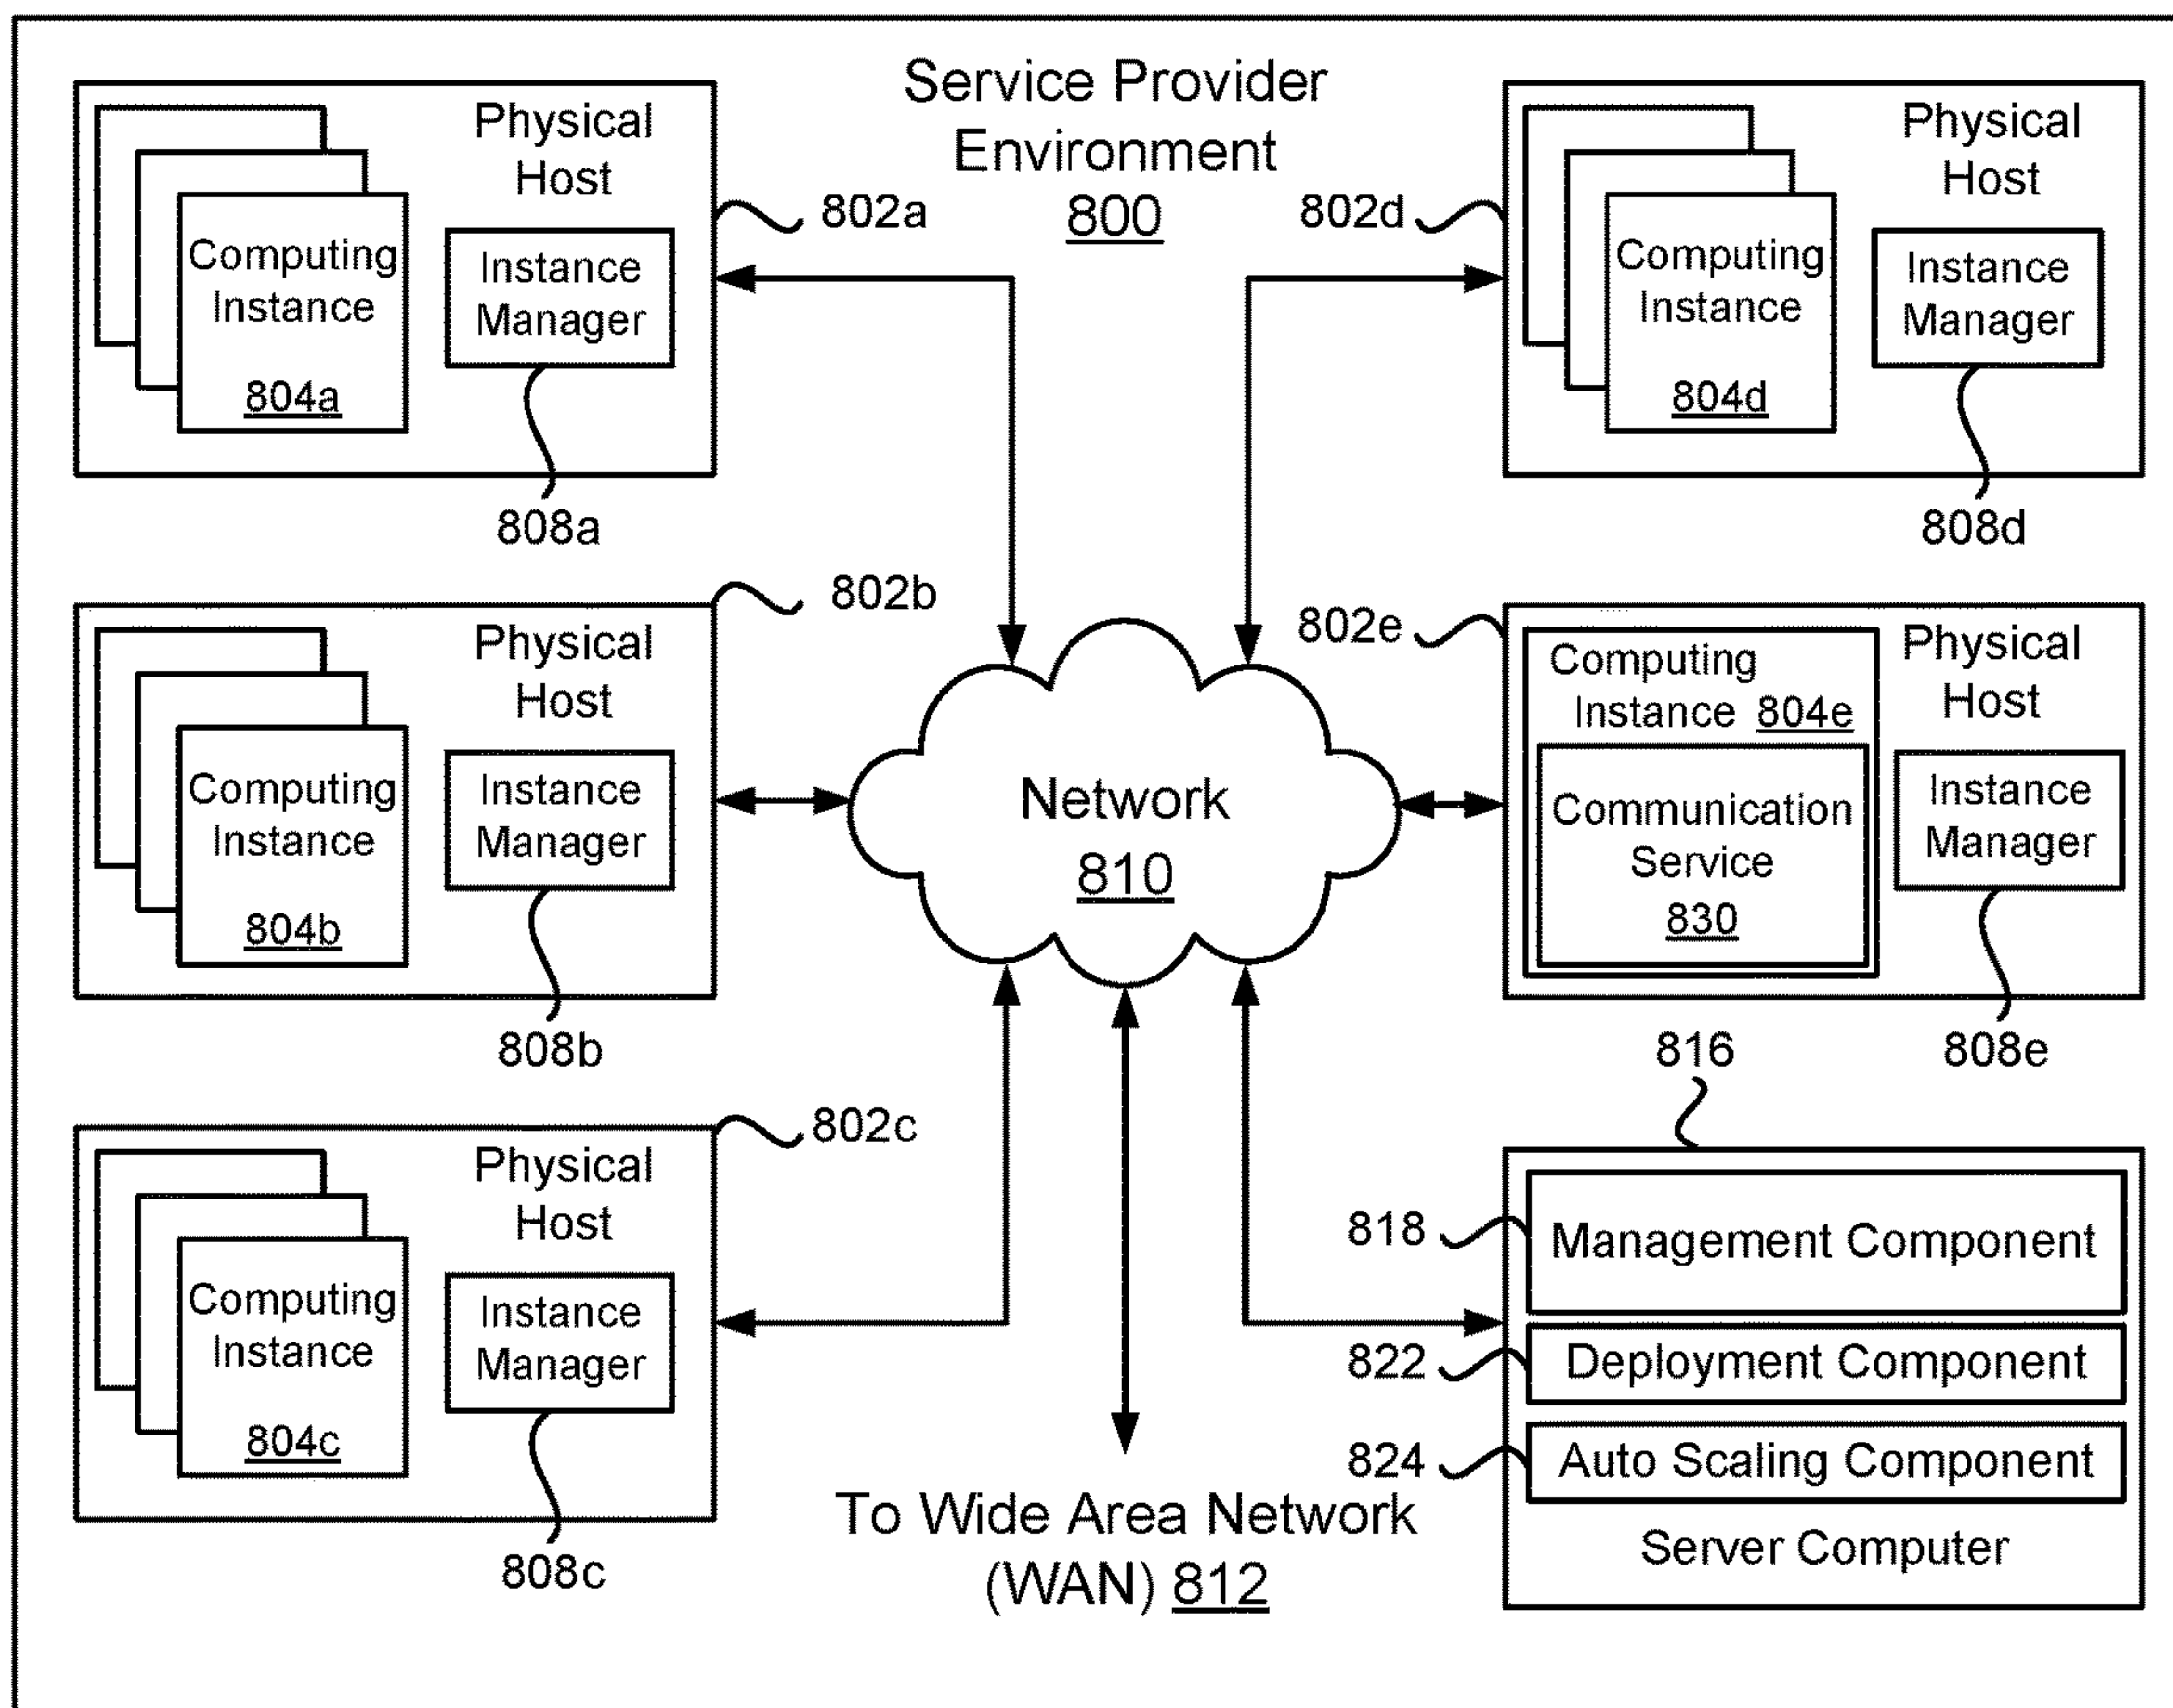 Service Provider
Environment
800
Physical
Host
802a
Computing
Instance
804a
Instance
Manager
808a
802d
Physical
Host
Computing
Instance
804d
Instance
Manager
808d
802b
Physical
Host
Computing
Instance
804b
Instance
Manager
808b
Network
810
802e
Computing
Instance 804e
Physical
Host
Communication
Service
830
Instance
Manager
808e
802c
Physical
Host
Computing
Instance
804c
Instance
Manager
808c
To Wide Area Network
(WAN) 812
816
818
Management Component
822
Deployment Component
824
Auto Scaling Component
Server Computer